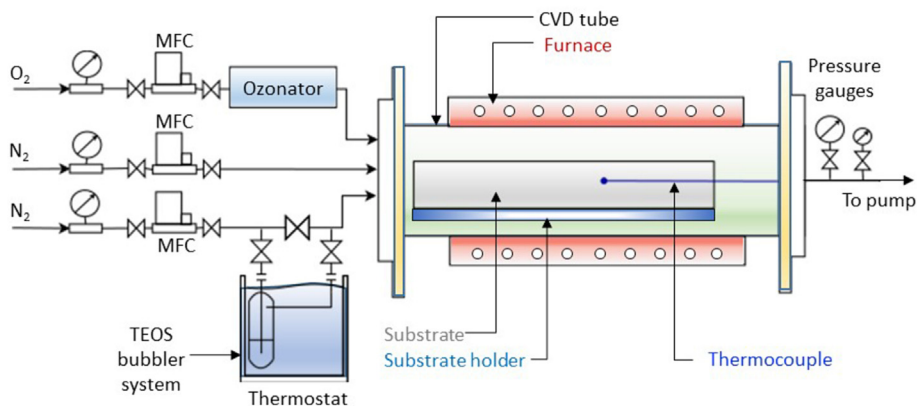 CVD tube
Furnace
MFC
O₂
Ozonator
Pressure
gauges
MFC
N₂
MFC
N₂
To pump
TEOS
bubbler
system
Substrate
Substrate holder
Thermocouple
Thermostat